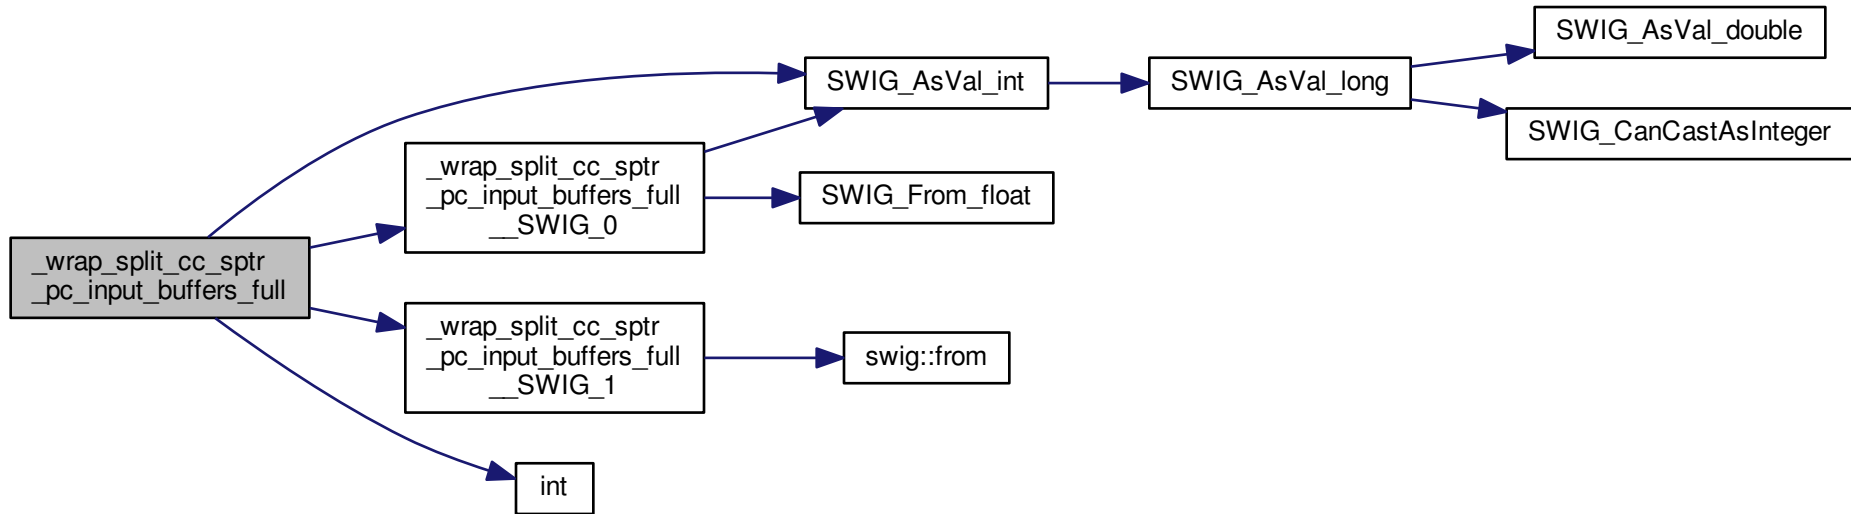 _wrap_split_cc_sptr
_pc_input_buffers_full
_wrap_split_cc_sptr
_pc_input_buffers_full
__SWIG_0
_wrap_split_cc_sptr
_pc_input_buffers_full
__SWIG_1
int
SWIG_AsVal_int
SWIG_From_float
swig::from
SWIG_AsVal_long
SWIG_AsVal_double
SWIG_CanCastAsInteger